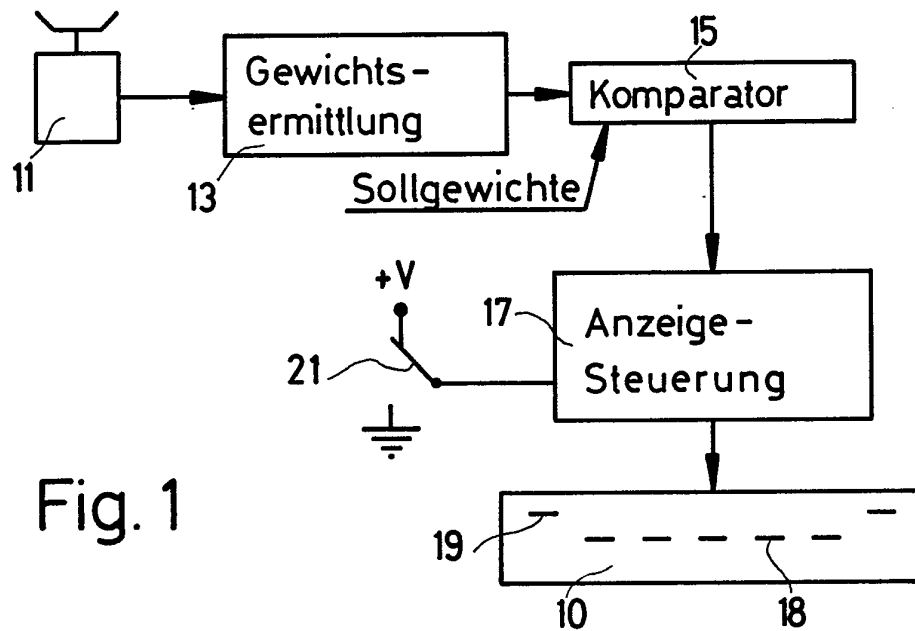 15
Gewichts-
ermittlung
Komparator
11
13
Sollgewichte
+V
17
Anzeige-
Steuerung
21
Fig. 1
19
10
18